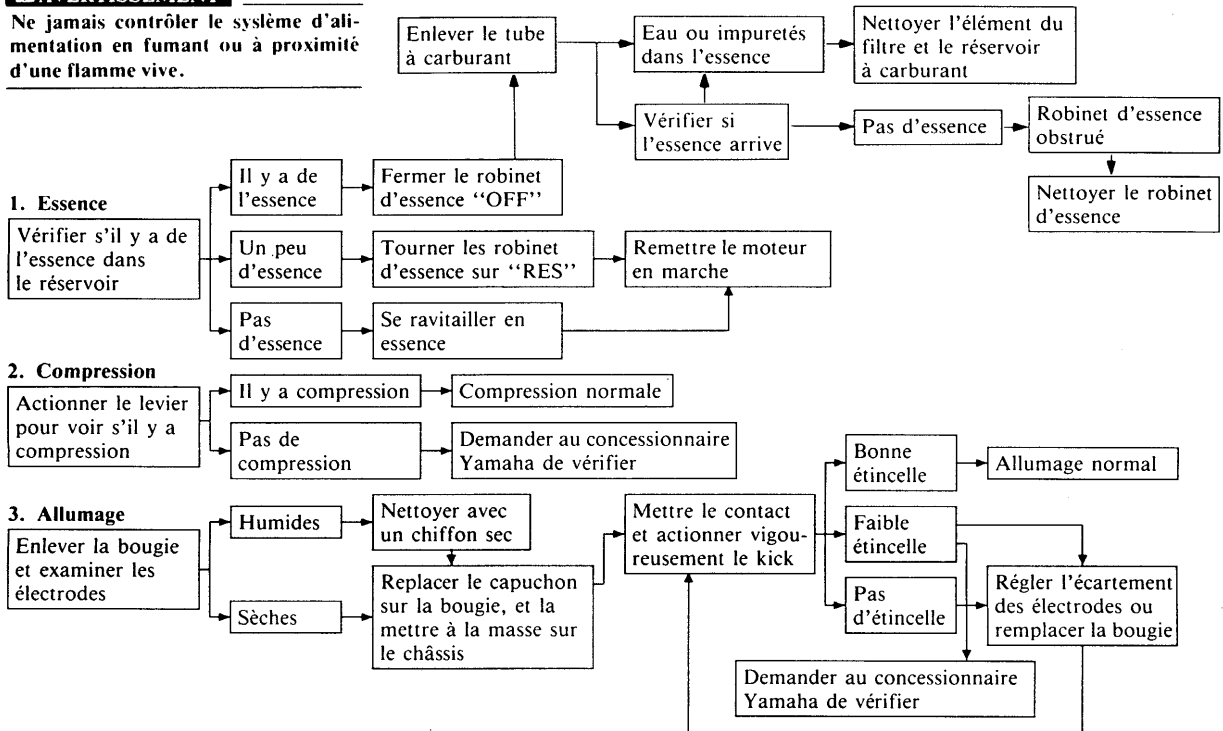 AVERTISSEMENT
Ne jamais contrôler le syslème d'ali-
mentation en fumant ou à proximité
d'une flamme vive.
Enlever le tube
à carburant
Eau ou impuretés
dans l'essence
Nettoyer l'élément du
filtre et le réservoir
à carburant
Vérifier si
l'essence arrive
Pas d'essence
Robinet d'essence
obstrué
Nettoyer le robinet
d'essence
1. Essence
Vérifier s'il y a de
l'essence dans
le réservoir
Il y a de
l'essence
Fermer le robinet
d'essence “OFF”
Un peu
d'essence
Tourner les robinet
d'essence sur “RES”
Remettre le moteur
en marche
Pas
d'essence
Se ravitailler en
essence
2. Compression
Actionner le levier
pour voir s'il y a
compression
Il y a compression
Compression normale
Pas de
compression
Demander au concessionnaire
Yamaha de vérifier
3. Allumage
Enlever la bougie
et examiner les
électrodes
Humides
Nettoyer avec
un chiffon sec
Sèches
Replacer le capuchon
sur la bougie, et la
mettre à la masse sur
le châssis
Mettre le contact
et actionner vigou-
reusement le kick
Bonne
étincelle
Allumage normal
Faible
étincelle
Pas
d'étincelle
Régler l'écartement
des électrodes ou
remplacer la bougie
Demander au concessionnaire
Yamaha de vérifier